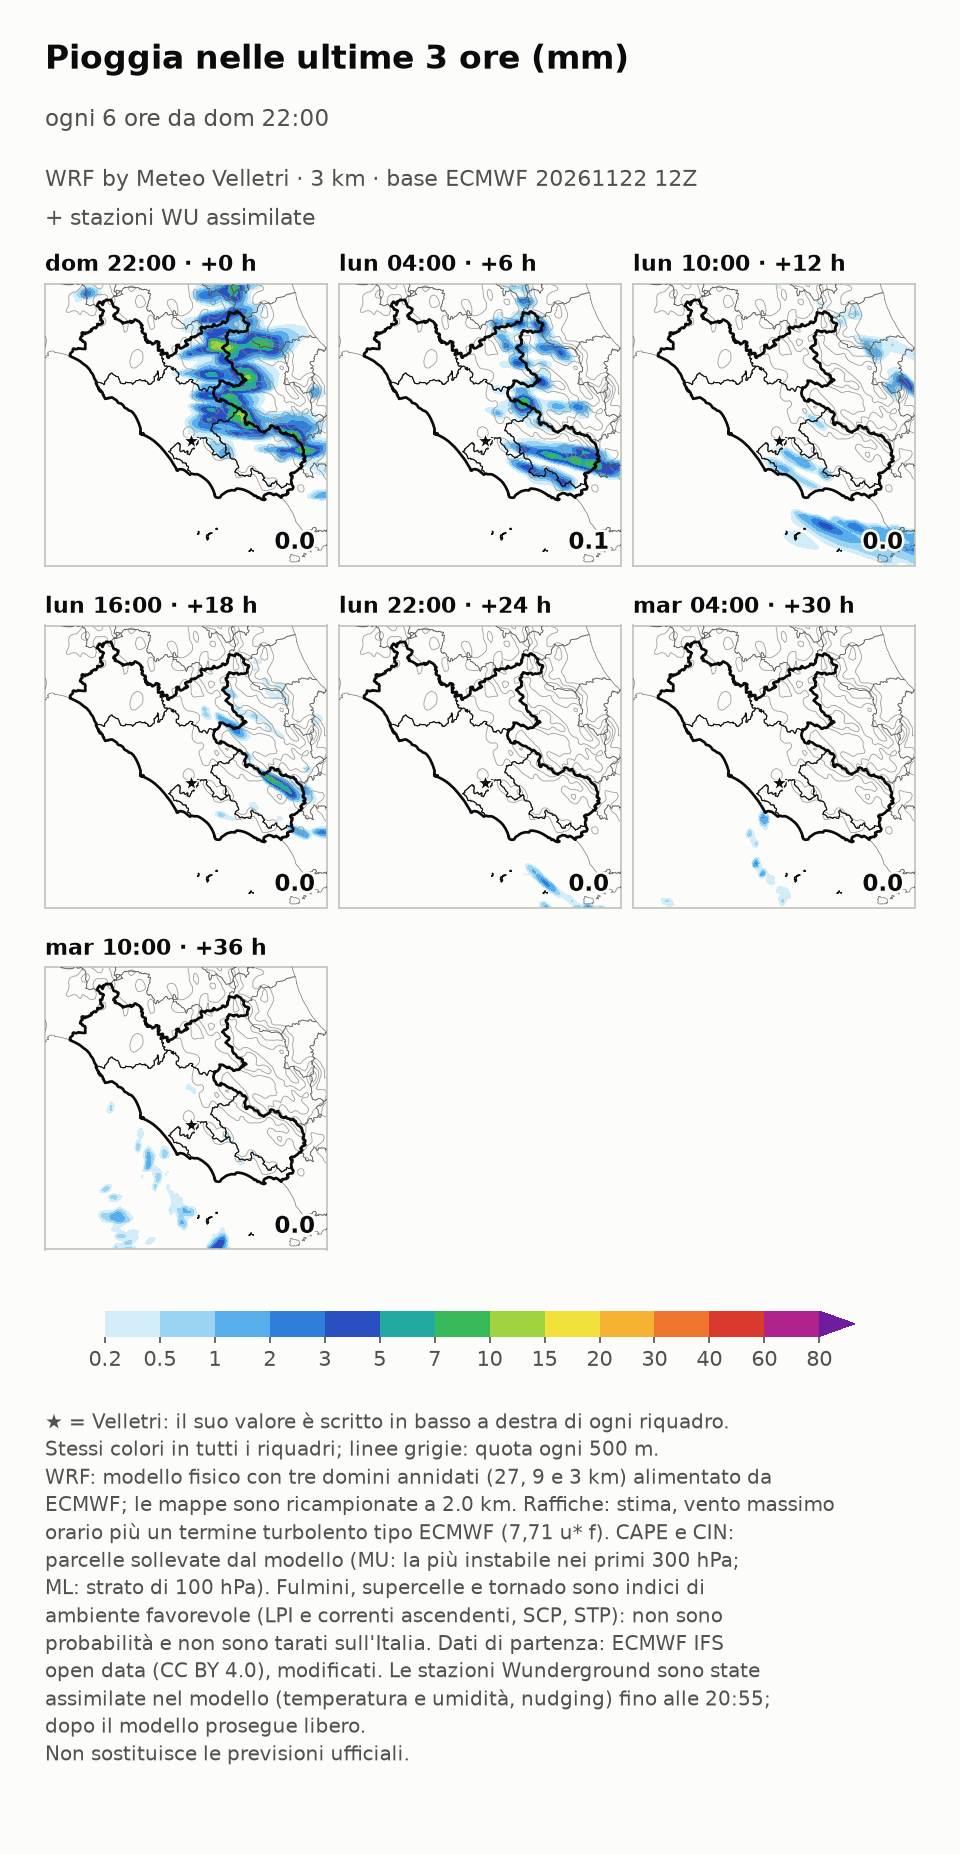 Pioggia nelle ultime 3 ore (mm)
ogni 6 ore da dom 22:00
WRF by Meteo Velletri · 3 km · base ECMWF 20261122 12Z
+ stazioni WU assimilate
dom 22:00 · +0 h
lun 04:00 · +6 h
lun 10:00 · +12 h
0.0
0.1
0.0
lun 16:00 · +18 h
lun 22:00 · +24 h
mar 04:00 · +30 h
0.0
0.0
0.0
mar 10:00 · +36 h
0.0
0.2 0.5 1 2 3 5 7 10 15 20 30 40 60 80
★ = Velletri: il suo valore è scritto in basso a destra di ogni riquadro.
Stessi colori in tutti i riquadri; linee grigie: quota ogni 500 m.
WRF: modello fisico con tre domini annidati (27, 9 e 3 km) alimentato da
ECMWF; le mappe sono ricampionate a 2.0 km. Raffiche: stima, vento massimo
orario più un termine turbolento tipo ECMWF (7,71 u* f). CAPE e CIN:
parcelle sollevate dal modello (MU: la più instabile nei primi 300 hPa;
ML: strato di 100 hPa). Fulmini, supercelle e tornado sono indici di
ambiente favorevole (LPI e correnti ascendenti, SCP, STP): non sono
probabilità e non sono tarati sull'Italia. Dati di partenza: ECMWF IFS
open data (CC BY 4.0), modificati. Le stazioni Wunderground sono state
assimilate nel modello (temperatura e umidità, nudging) fino alle 20:55;
dopo il modello prosegue libero.
Non sostituisce le previsioni ufficiali.